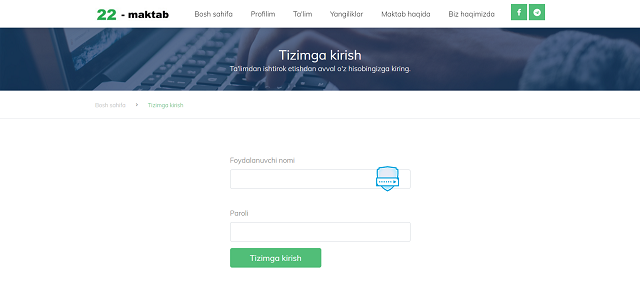 22 - maktab
Bosh sahifa Profilim Ta'lim Yangiliklar Maktab haqida Biz haqimizda
Tizimga kirish
Ta'limdan ishtirok etishdan avval o'z hisobingizga kiring.
Bosh sahifa Tizimga kirish
Foydalanuvchi nomi
Paroli
Tizimga kirish